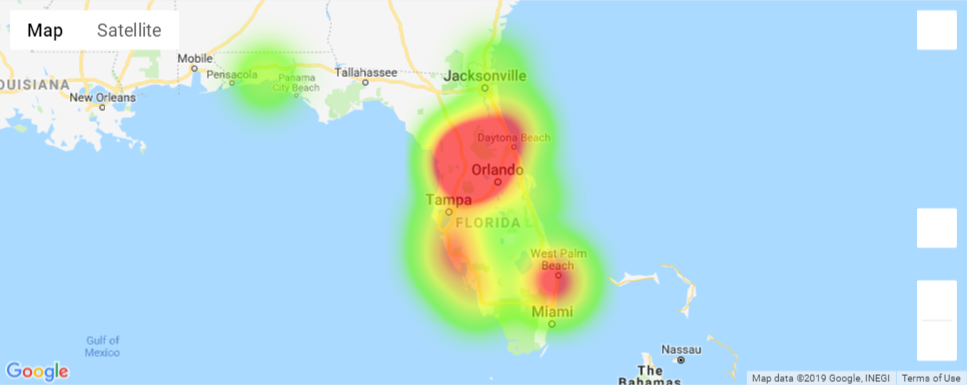 Map Satellite
Mobile
Pensacola
Tallahassee
Jacksonville
OUISIANA
Panama
City Beach
New Orleans
Daytona Beach
Orlando
Tampa
FLORIDA
West Palm
Beach
Miami
Gulf of
Mexico
Nassau
The
Bahamas
Google
Map data ©2019 Google, INEGI Terms of Use